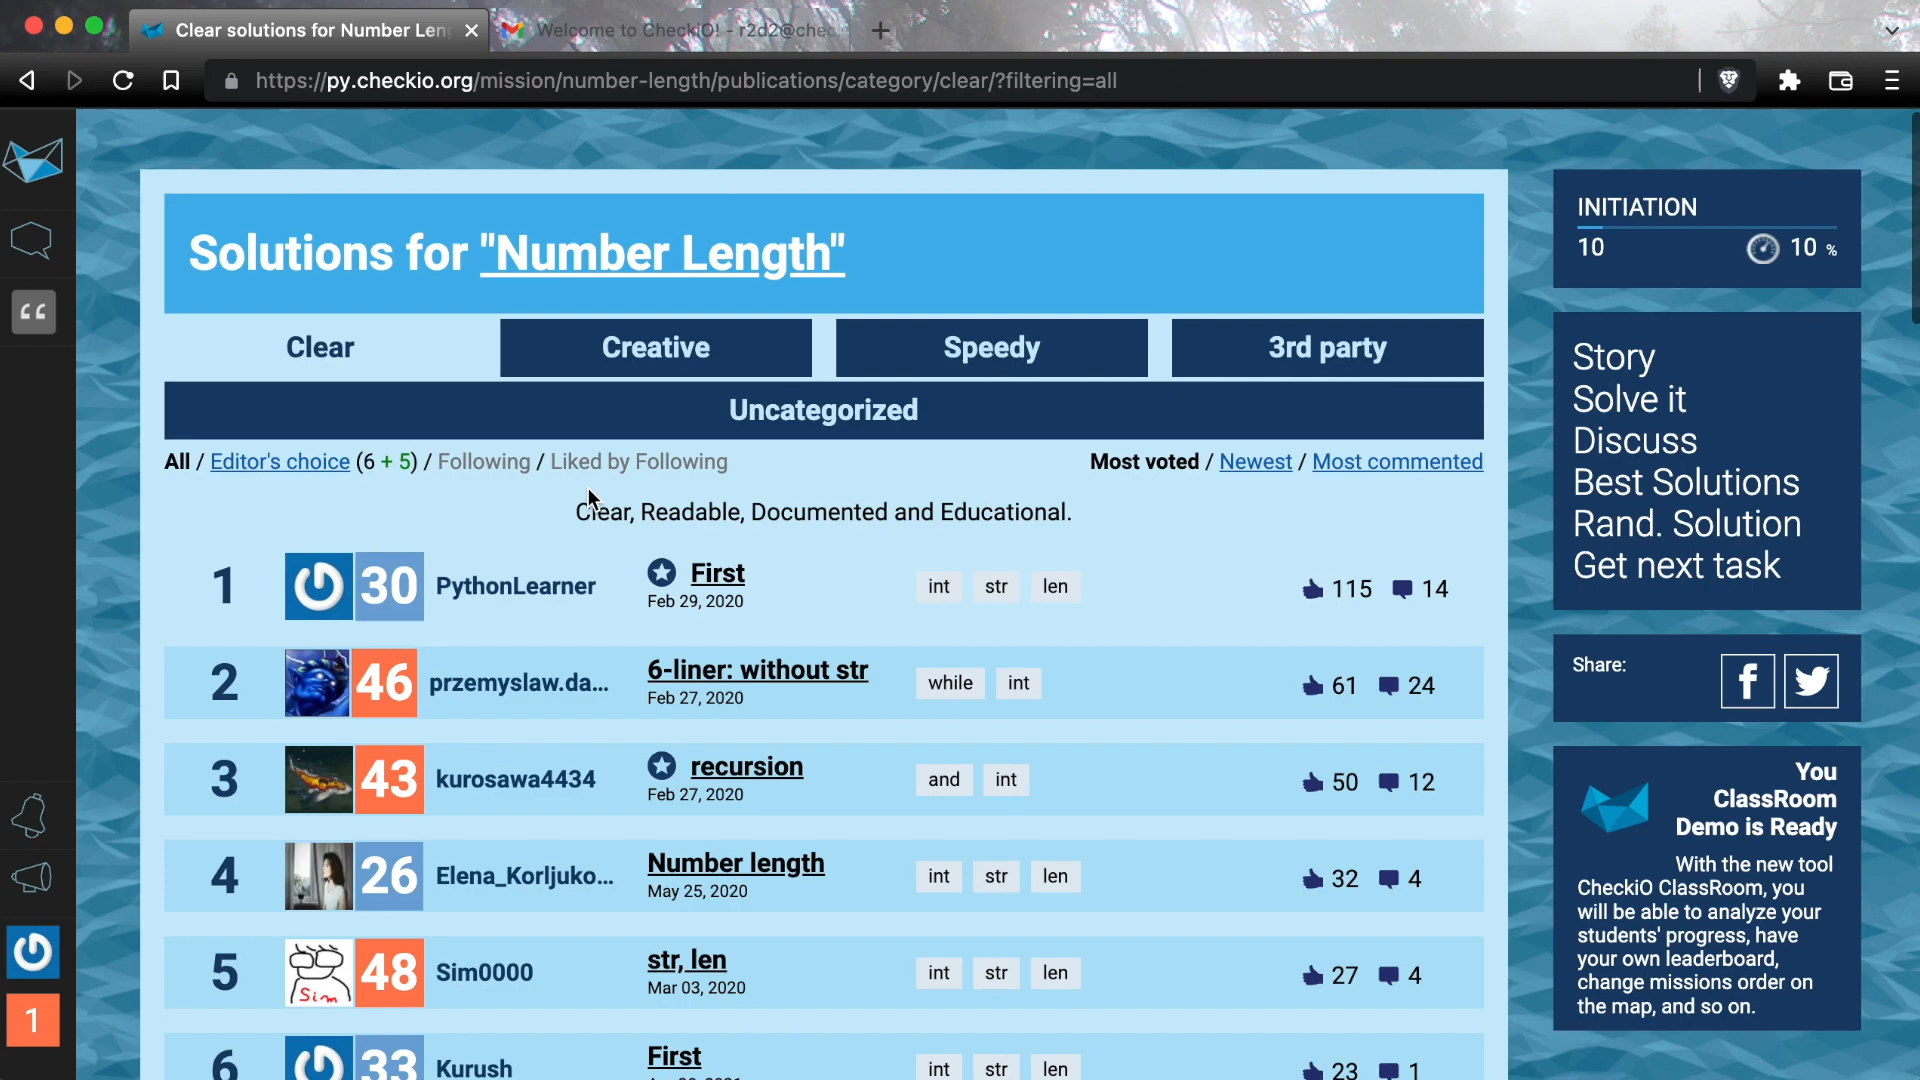 Clear solutions for Number Len
Welcome to CheckiO! - r2d2@chec
https://py.checkio.org/mission/number-length/publications/category/clear/?filtering=all
Solutions for "Number Length"
Clear
Creative
Speedy
3rd party
Uncategorized
All / Editor's choice (6 + 5) / Following / Liked by Following
Most voted / Newest / Most commented
Clear, Readable, Documented and Educational.
1 30 PythonLearner First int str len 115 14
Feb 29, 2020
2 46 przemyslaw.da... 6-liner: without str while int 61 24
Feb 27, 2020
3 43 kurosawa4434 recursion and int 50 12
Feb 27, 2020
4 26 Elena_Korljuko... Number length int str len 32 4
May 25, 2020
5 48 Sim0000 str, len int str len 27 4
Sim
Mar 03, 2020
6 33 Kurush First int str len 23 1
INITIATION
10 10 %
Story
Solve it
Discuss
Best Solutions
Rand. Solution
Get next task
Share:
You
ClassRoom
Demo is Ready
With the new tool
CheckiO ClassRoom, you
will be able to analyze your
students' progress, have
your own leaderboard,
change missions order on
the map, and so on.
1